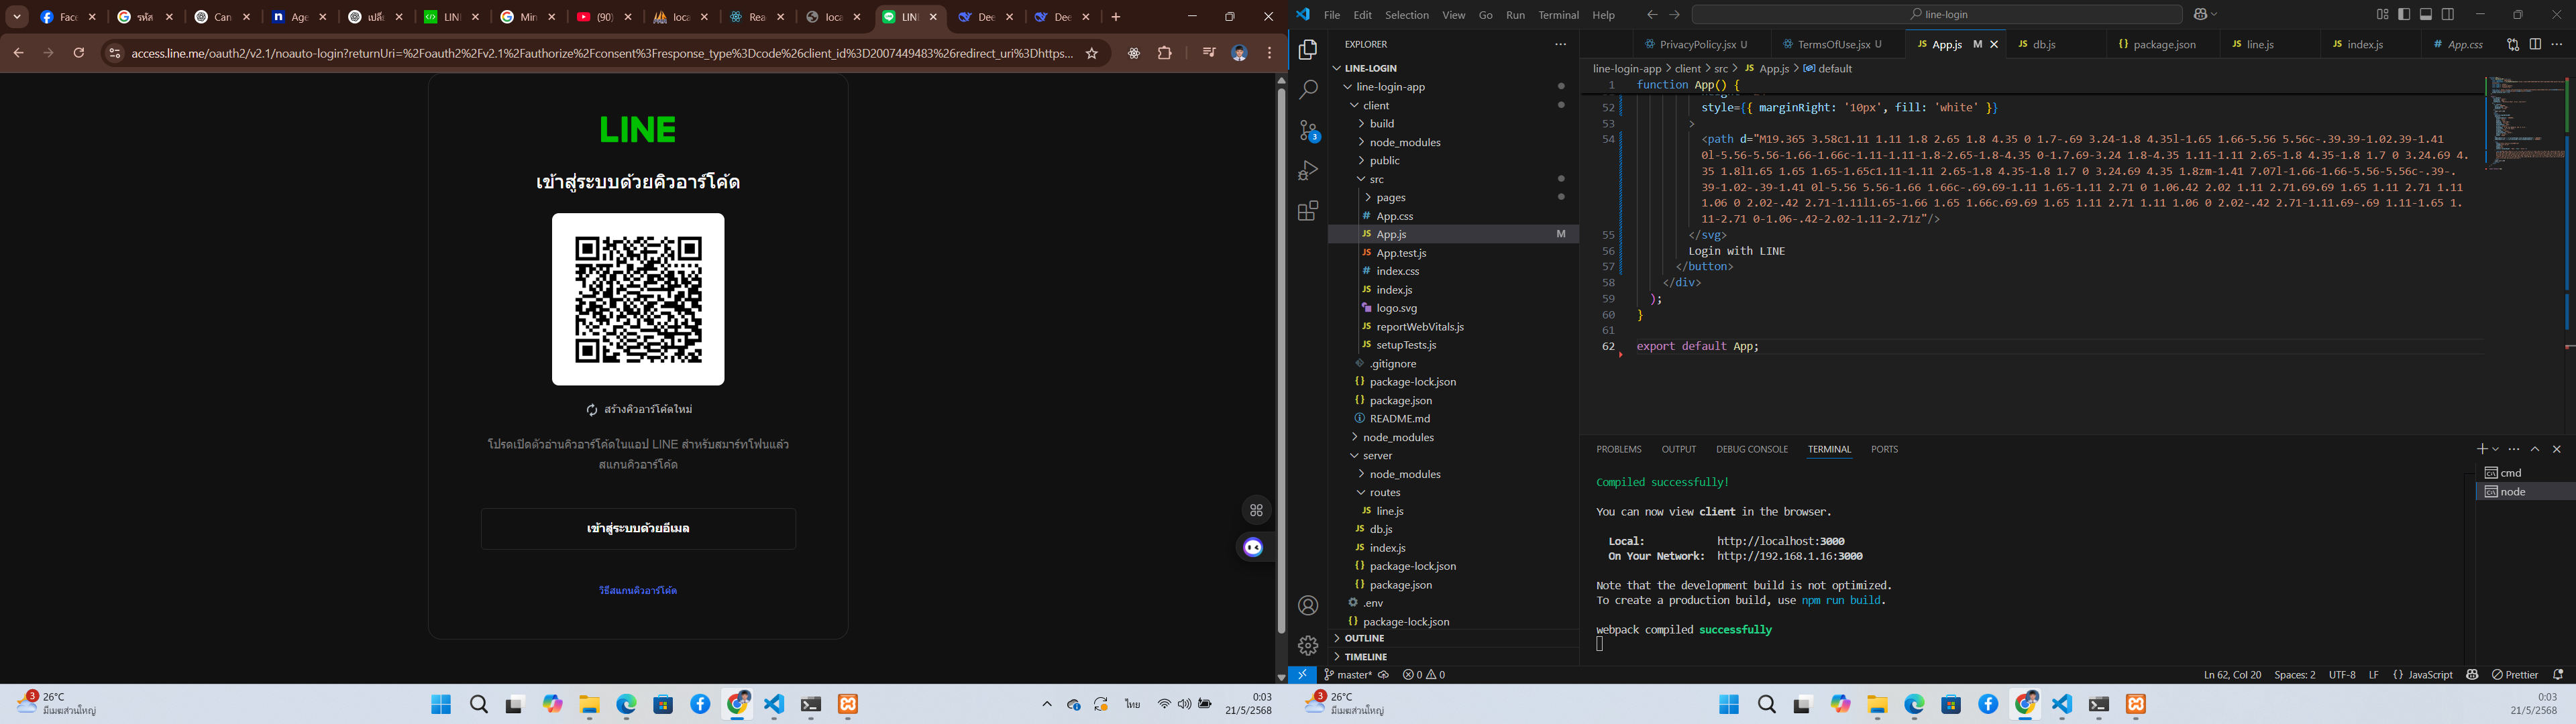 Face
รหัส
Can
Age
เปลี่
LINE
Min
(90)
loca
Rea
loca
LINE
Dee
Dee
access.line.me/oauth2/v2.1/noauto-login?returnUri=%2Foauth2%2Fv2.1%2Fauthorize%2Fconsent%3Fresponse_type%3Dcode%26client_id%3D2007449483%26redirect_uri%3Dhttps...
LINE
เข้าสู่ระบบด้วยคิวอาร์โค้ด
สร้างคิวอาร์โค้ดใหม่
โปรดเปิดตัวอ่านคิวอาร์โค้ดในแอป LINE สำหรับสมาร์ทโฟนแล้ว
สแกนคิวอาร์โค้ด
เข้าสู่ระบบด้วยอีเมล
วิธีสแกนคิวอาร์โค้ด
File Edit Selection View Go Run Terminal Help
line-login
EXPLORER
LINE-LOGIN
line-login-app
client
build
node_modules
public
src
pages
App.css
App.js M
App.test.js
index.css
index.js
logo.svg
reportWebVitals.js
setupTests.js
.gitignore
package-lock.json
package.json
README.md
node_modules
server
node_modules
routes
line.js
db.js
index.js
package-lock.json
package.json
.env
package-lock.json
OUTLINE
TIMELINE
3
PrivacyPolicy.jsx U
TermsOfUse.jsx U
App.js M
db.js
package.json
line.js
index.js
App.css
line-login-app > client > src > JS App.js > default
1 function App() {
52 style={{ marginRight: '10px', fill: 'white' }}
53 >
54 <path d="M19.365 3.58c1.11 1.11 1.8 2.65 1.8 4.35 0 1.7-.69 3.24-1.8 4.35l-1.65 1.66-5.56 5.56c-.39.39-1.02.39-1.41
0l-5.56-5.56-1.66-1.66c-1.11-1.11-1.8-2.65-1.8-4.35 0-1.7.69-3.24 1.8-4.35 1.11-1.11 2.65-1.8 4.35-1.8 1.7 0 3.24.69 4.
35 1.8l1.65 1.65 1.65-1.65c1.11-1.11 2.65-1.8 4.35-1.8 1.7 0 3.24.69 4.35 1.8zm-1.41 7.07l-1.66-1.66-5.56-5.56c-.39-.
39-1.02-.39-1.41 0l-5.56 5.56-1.66 1.66c-.69.69-1.11 1.65-1.11 2.71 0 1.06.42 2.02 1.11 2.71.69.69 1.65 1.11 2.71 1.11
1.06 0 2.02-.42 2.71-1.11l1.65-1.66 1.65 1.66c.69.69 1.65 1.11 2.71 1.11 1.06 0 2.02-.42 2.71-1.11.69-.69 1.11-1.65 1.
11-2.71 0-1.06-.42-2.02-1.11-2.71z"/>
55 </svg>
56 Login with LINE
57 </button>
58 </div>
59 );
60 }
61
62 export default App;
PROBLEMS OUTPUT DEBUG CONSOLE TERMINAL PORTS
cmd
node
Compiled successfully!
You can now view client in the browser.
Local: http://localhost:3000
On Your Network: http://192.168.1.16:3000
Note that the development build is not optimized.
To create a production build, use npm run build.
webpack compiled successfully
master* 0 0
Ln 62, Col 20 Spaces: 2 UTF-8 LF {} JavaScript Prettier
3
26°C
มีเมฆส่วนใหญ่
ไทย
0:03
21/5/2568
3
26°C
มีเมฆส่วนใหญ่
0:03
21/5/2568